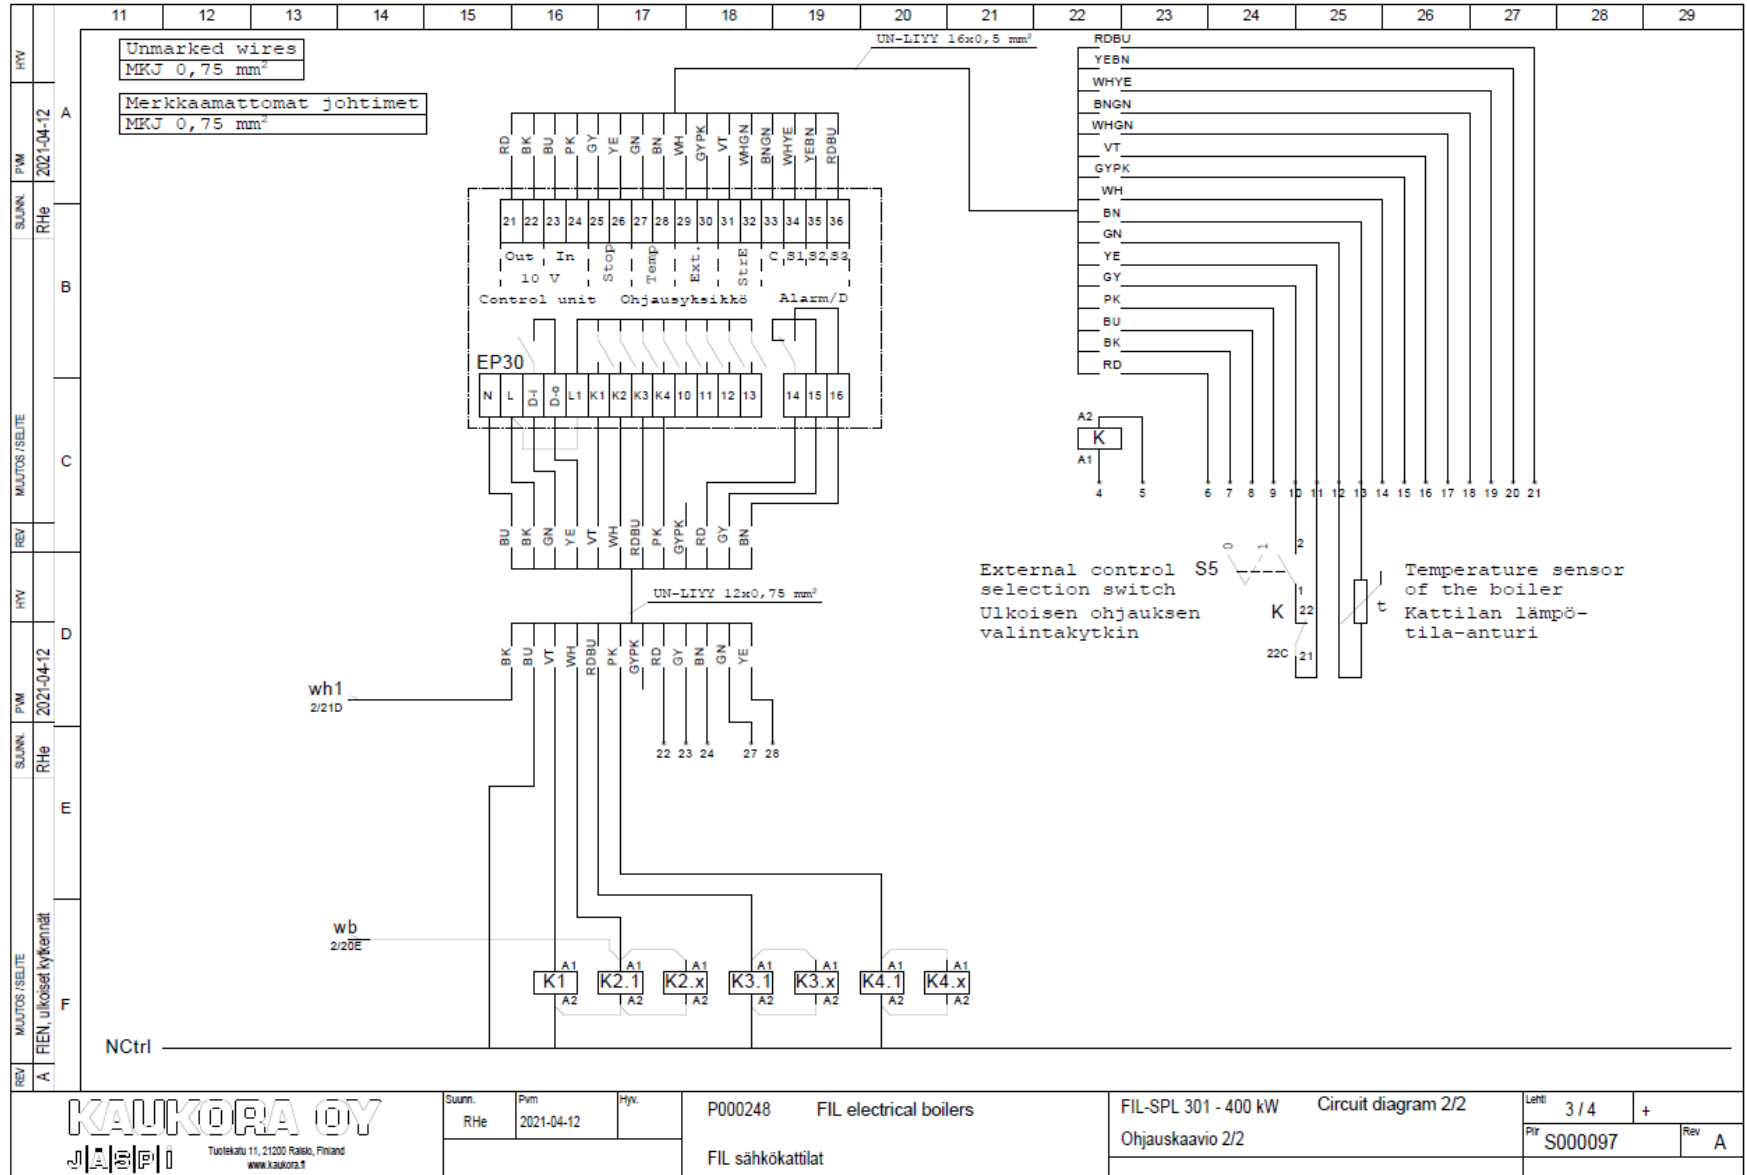 11 12 13 14 15 16 17 18 19 20 21 22 23 24 25 26 27 28 29
Unmarked wires
MKJ 0,75 mm²
Merkkaamattomat johtimet
MKJ 0,75 mm²
UN-LIYY 16x0,5 mm²
RD BK BU PK GY YE GN BN WH GYPK VT WHGN BNGN WHYE YEBN RDBU
21 22 23 24 25 26 27 28 29 30 31 32 33 34 35 36
Out In Stop Temp Ext. StrE C S1 S2 S3
10 V
Control unit Ohjausyksikkö Alarm/D
EP30
N L D-i D-o L1 K1 K2 K3 K4 10 11 12 13 14 15 16
BU BK GN YE VT WH RDBU PK GYPK RD GY BN
UN-LIYY 12x0,75 mm²
BK BU VT WH RDBU PK GYPK RD GY BN GN YE
wh1
2/21D
22 23 24 27 28
wb
2/20E
A1 A1 A1 A1 A1 A1 A1
K1 K2.1 K2.x K3.1 K3.x K4.1 K4.x
A2 A2 A2 A2 A2 A2 A2
NCtrl
RDBU
YEBN
WHYE
BNGN
WHGN
VT
GYPK
WH
BN
GN
YE
GY
PK
BU
BK
RD
A2
K
A1
4 5 6 7 8 9 10 11 12 13 14 15 16 17 18 19 20 21
0 1 2
External control S5
selection switch
Ulkoisen ohjauksen
valintakytkin
1
K 22
22C 21
t
Temperature sensor
of the boiler
Kattilan lämpö-
tila-anturi
A
B
C
D
E
F
HYV
PVM 2021-04-12
SUUNN. RHe
MUUTOS / SELITE
REV
HYV
PVM 2021-04-12
SUUNN. RHe
MUUTOS / SELITE FIEN, ulkoiset kytkennät
REV A
KAUKORA OY
JÄSPI
Tuotekatu 11, 21200 Raisio, Finland
www.kaukora.fi
Suunn. Pvm Hyv.
RHe 2021-04-12
P000248 FIL electrical boilers
FIL sähkökattilat
FIL-SPL 301 - 400 kW Circuit diagram 2/2
Ohjauskaavio 2/2
Lehti 3 / 4 +
Piir S000097 Rev A